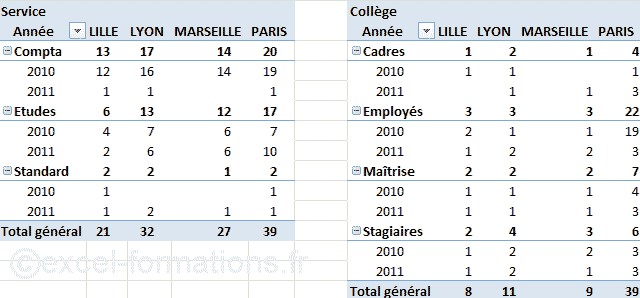 Service
Année LILLE LYON MARSEILLE PARIS
Compta 13 17 14 20
2010 12 16 14 19
2011 1 1 1
Etudes 6 13 12 17
2010 4 7 6 7
2011 2 6 6 10
Standard 2 2 1 2
2010 1 1
2011 1 2 1 1
Total général 21 32 27 39
©excel-formations.fr
Collège
Année LILLE LYON MARSEILLE PARIS
Cadres 1 2 1 4
2010 1 1 1
2011 1 1 3
Employés 3 3 3 22
2010 2 1 1 19
2011 1 2 2 3
Maîtrise 2 2 2 7
2010 1 1 1 4
2011 1 1 1 3
Stagiaires 2 4 3 6
2010 1 2 2 3
2011 1 2 1 3
Total général 8 11 9 39